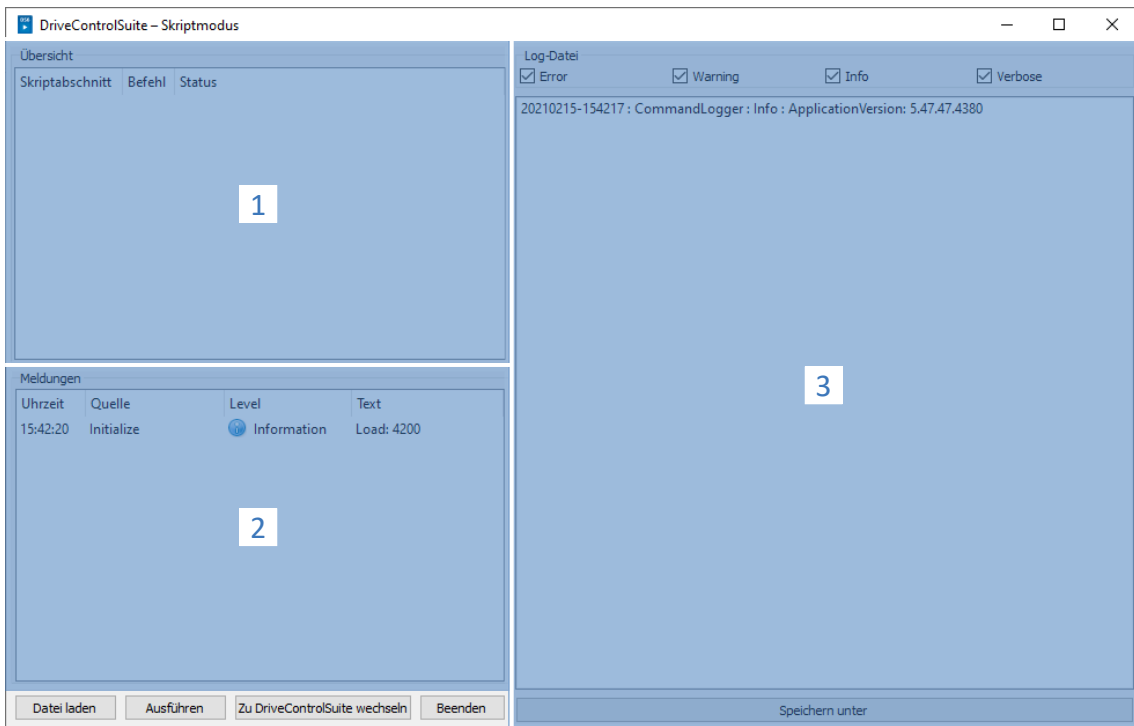 DriveControlSuite – Skriptmodus
Übersicht
Skriptabschnitt Befehl Status
1
Meldungen
Uhrzeit Quelle Level Text
15:42:20 Initialize Information Load: 4200
2
Datei laden Ausführen Zu DriveControlSuite wechseln Beenden
Log-Datei
Error Warning Info Verbose
20210215-154217 : CommandLogger : Info : ApplicationVersion: 5.47.47.4380
3
Speichern unter